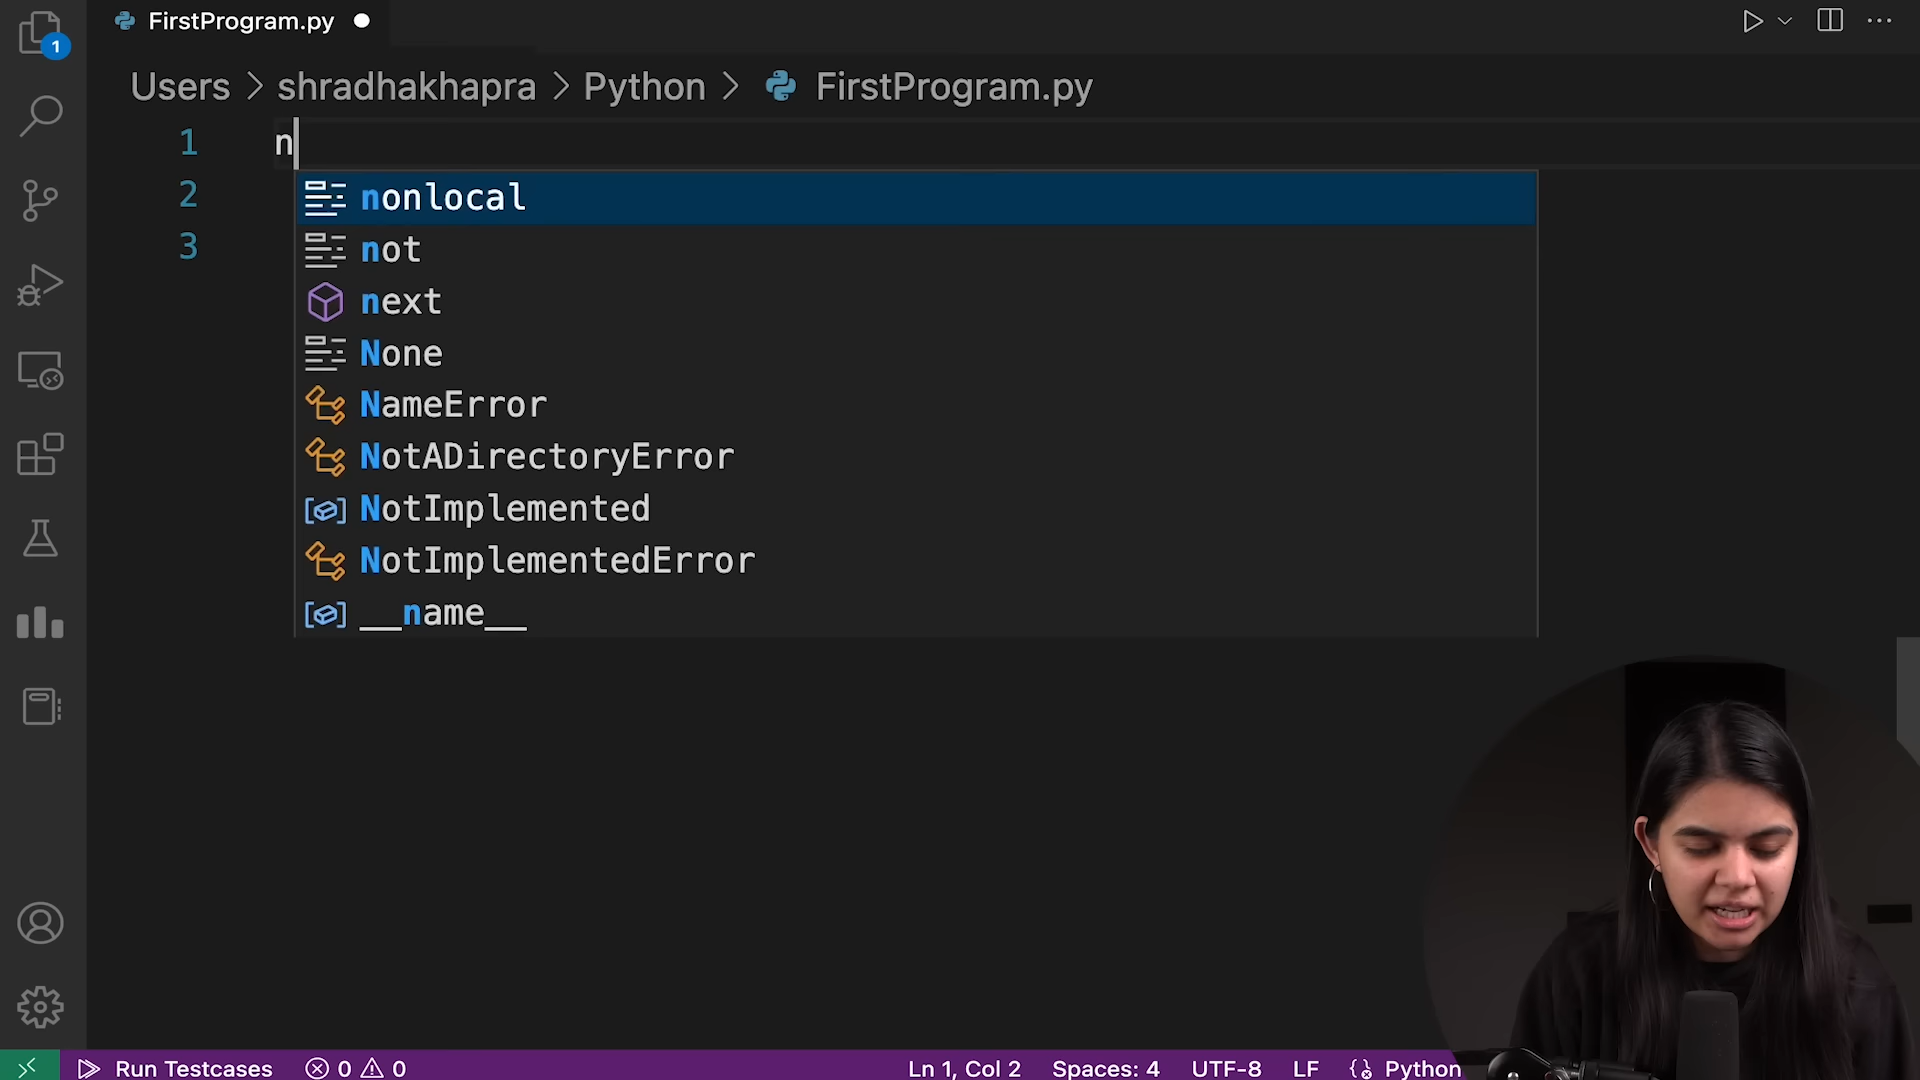 FirstProgram.py
1
Users > shradhakhapra > Python > FirstProgram.py
1 n
2
3
nonlocal
not
next
None
NameError
NotADirectoryError
NotImplemented
NotImplementedError
__name__
Run Testcases 0 0 Ln 1, Col 2 Spaces: 4 UTF-8 LF Python